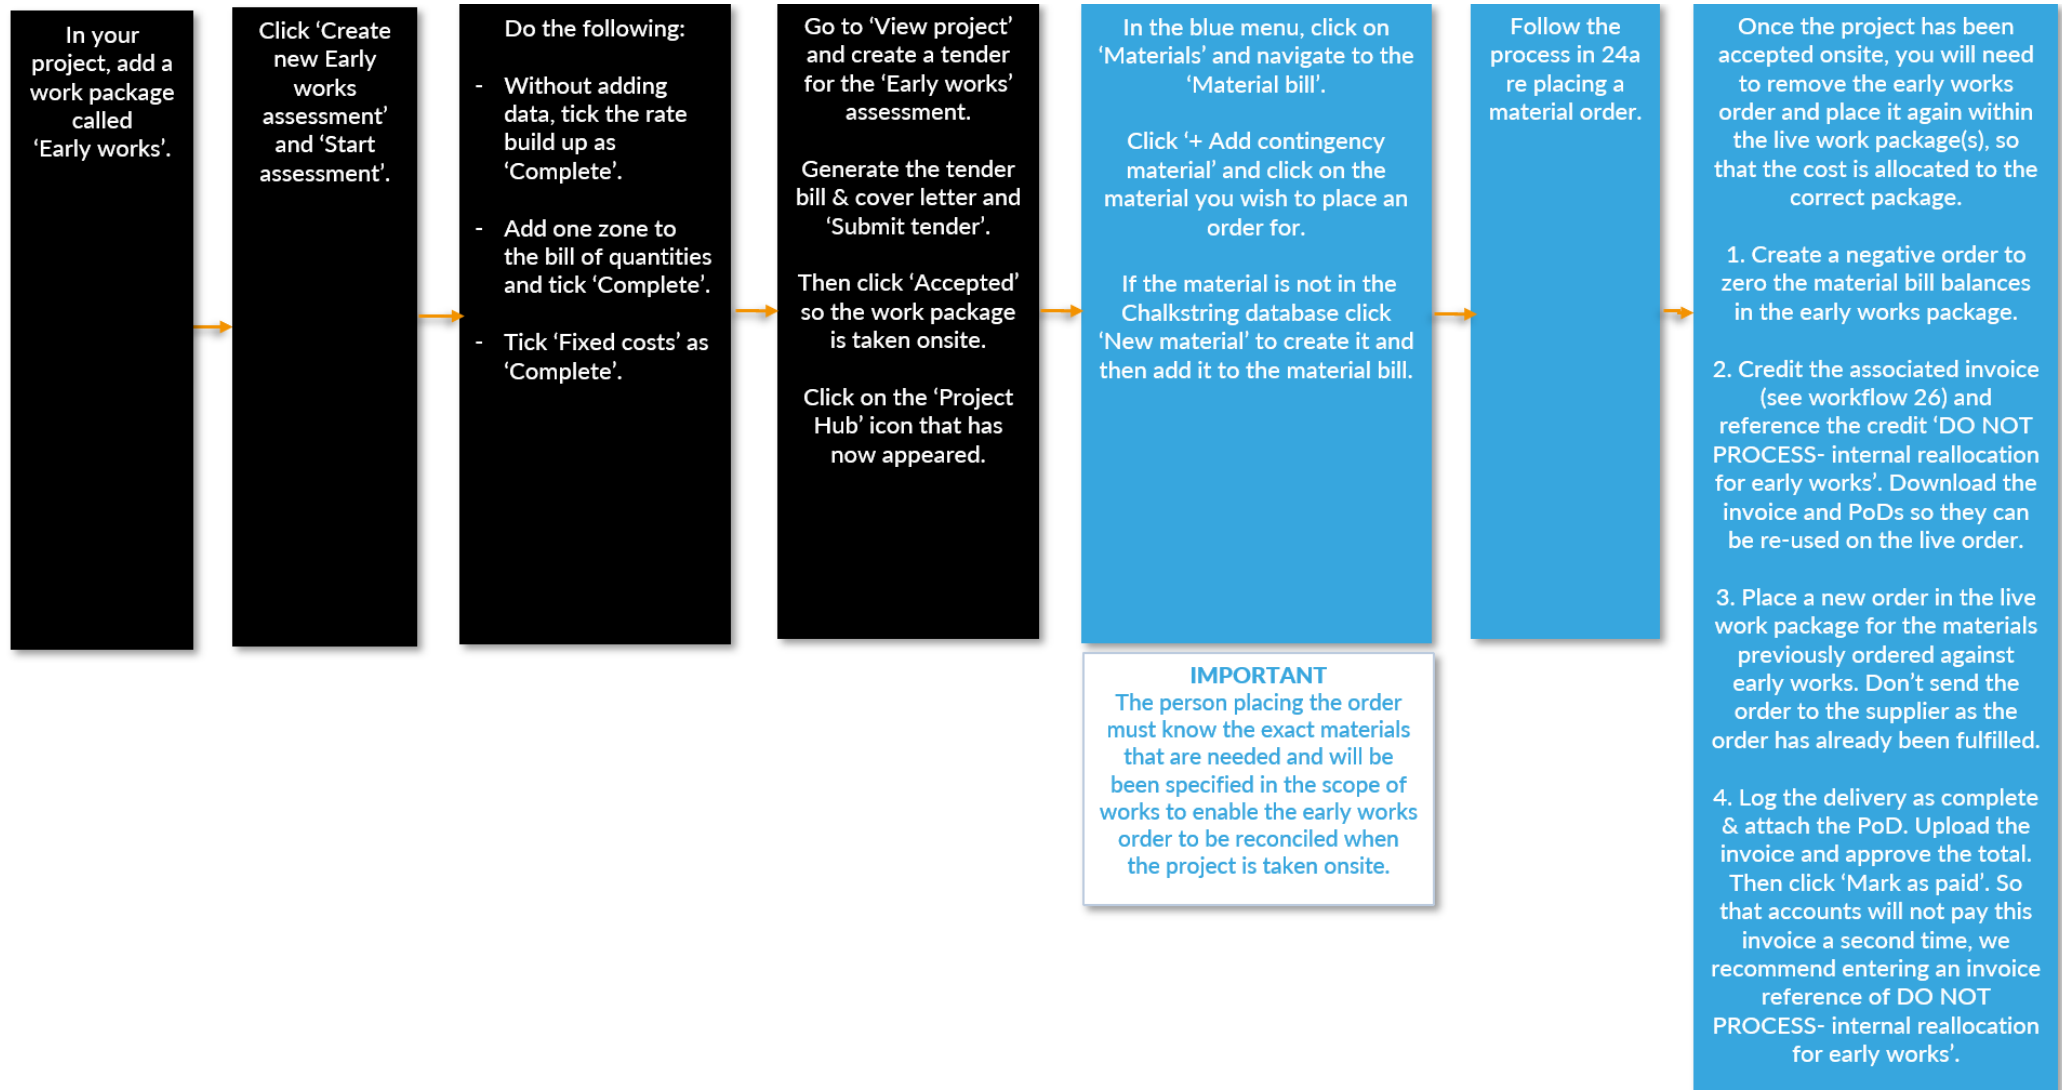 In your
project, add a
work package
called
‘Early works’.
Click ‘Create
new Early
works
assessment’
and ‘Start
assessment’.
Do the following:
- Without adding
data, tick the rate
build up as
‘Complete’.
- Add one zone to
the bill of quantities
and tick ‘Complete’.
- Tick ‘Fixed costs’ as
‘Complete’.
Go to ‘View project’
and create a tender
for the ‘Early works’
assessment.
Generate the tender
bill & cover letter and
‘Submit tender’.
Then click ‘Accepted’
so the work package
is taken onsite.
Click on the ‘Project
Hub’ icon that has
now appeared.
In the blue menu, click on
‘Materials’ and navigate to the
‘Material bill’.
Click ‘+ Add contingency
material’ and click on the
material you wish to place an
order for.
If the material is not in the
Chalkstring database click
‘New material’ to create it and
then add it to the material bill.
IMPORTANT
The person placing the order
must know the exact materials
that are needed and will be
been specified in the scope of
works to enable the early works
order to be reconciled when
the project is taken onsite.
Follow the
process in 24a
re placing a
material order.
Once the project has been
accepted onsite, you will need
to remove the early works
order and place it again within
the live work package(s), so
that the cost is allocated to the
correct package.
1. Create a negative order to
zero the material bill balances
in the early works package.
2. Credit the associated invoice
(see workflow 26) and
reference the credit ‘DO NOT
PROCESS- internal reallocation
for early works’. Download the
invoice and PoDs so they can
be re-used on the live order.
3. Place a new order in the live
work package for the materials
previously ordered against
early works. Don’t send the
order to the supplier as the
order has already been fulfilled.
4. Log the delivery as complete
& attach the PoD. Upload the
invoice and approve the total.
Then click ‘Mark as paid’. So
that accounts will not pay this
invoice a second time, we
recommend entering an invoice
reference of DO NOT
PROCESS- internal reallocation
for early works’.